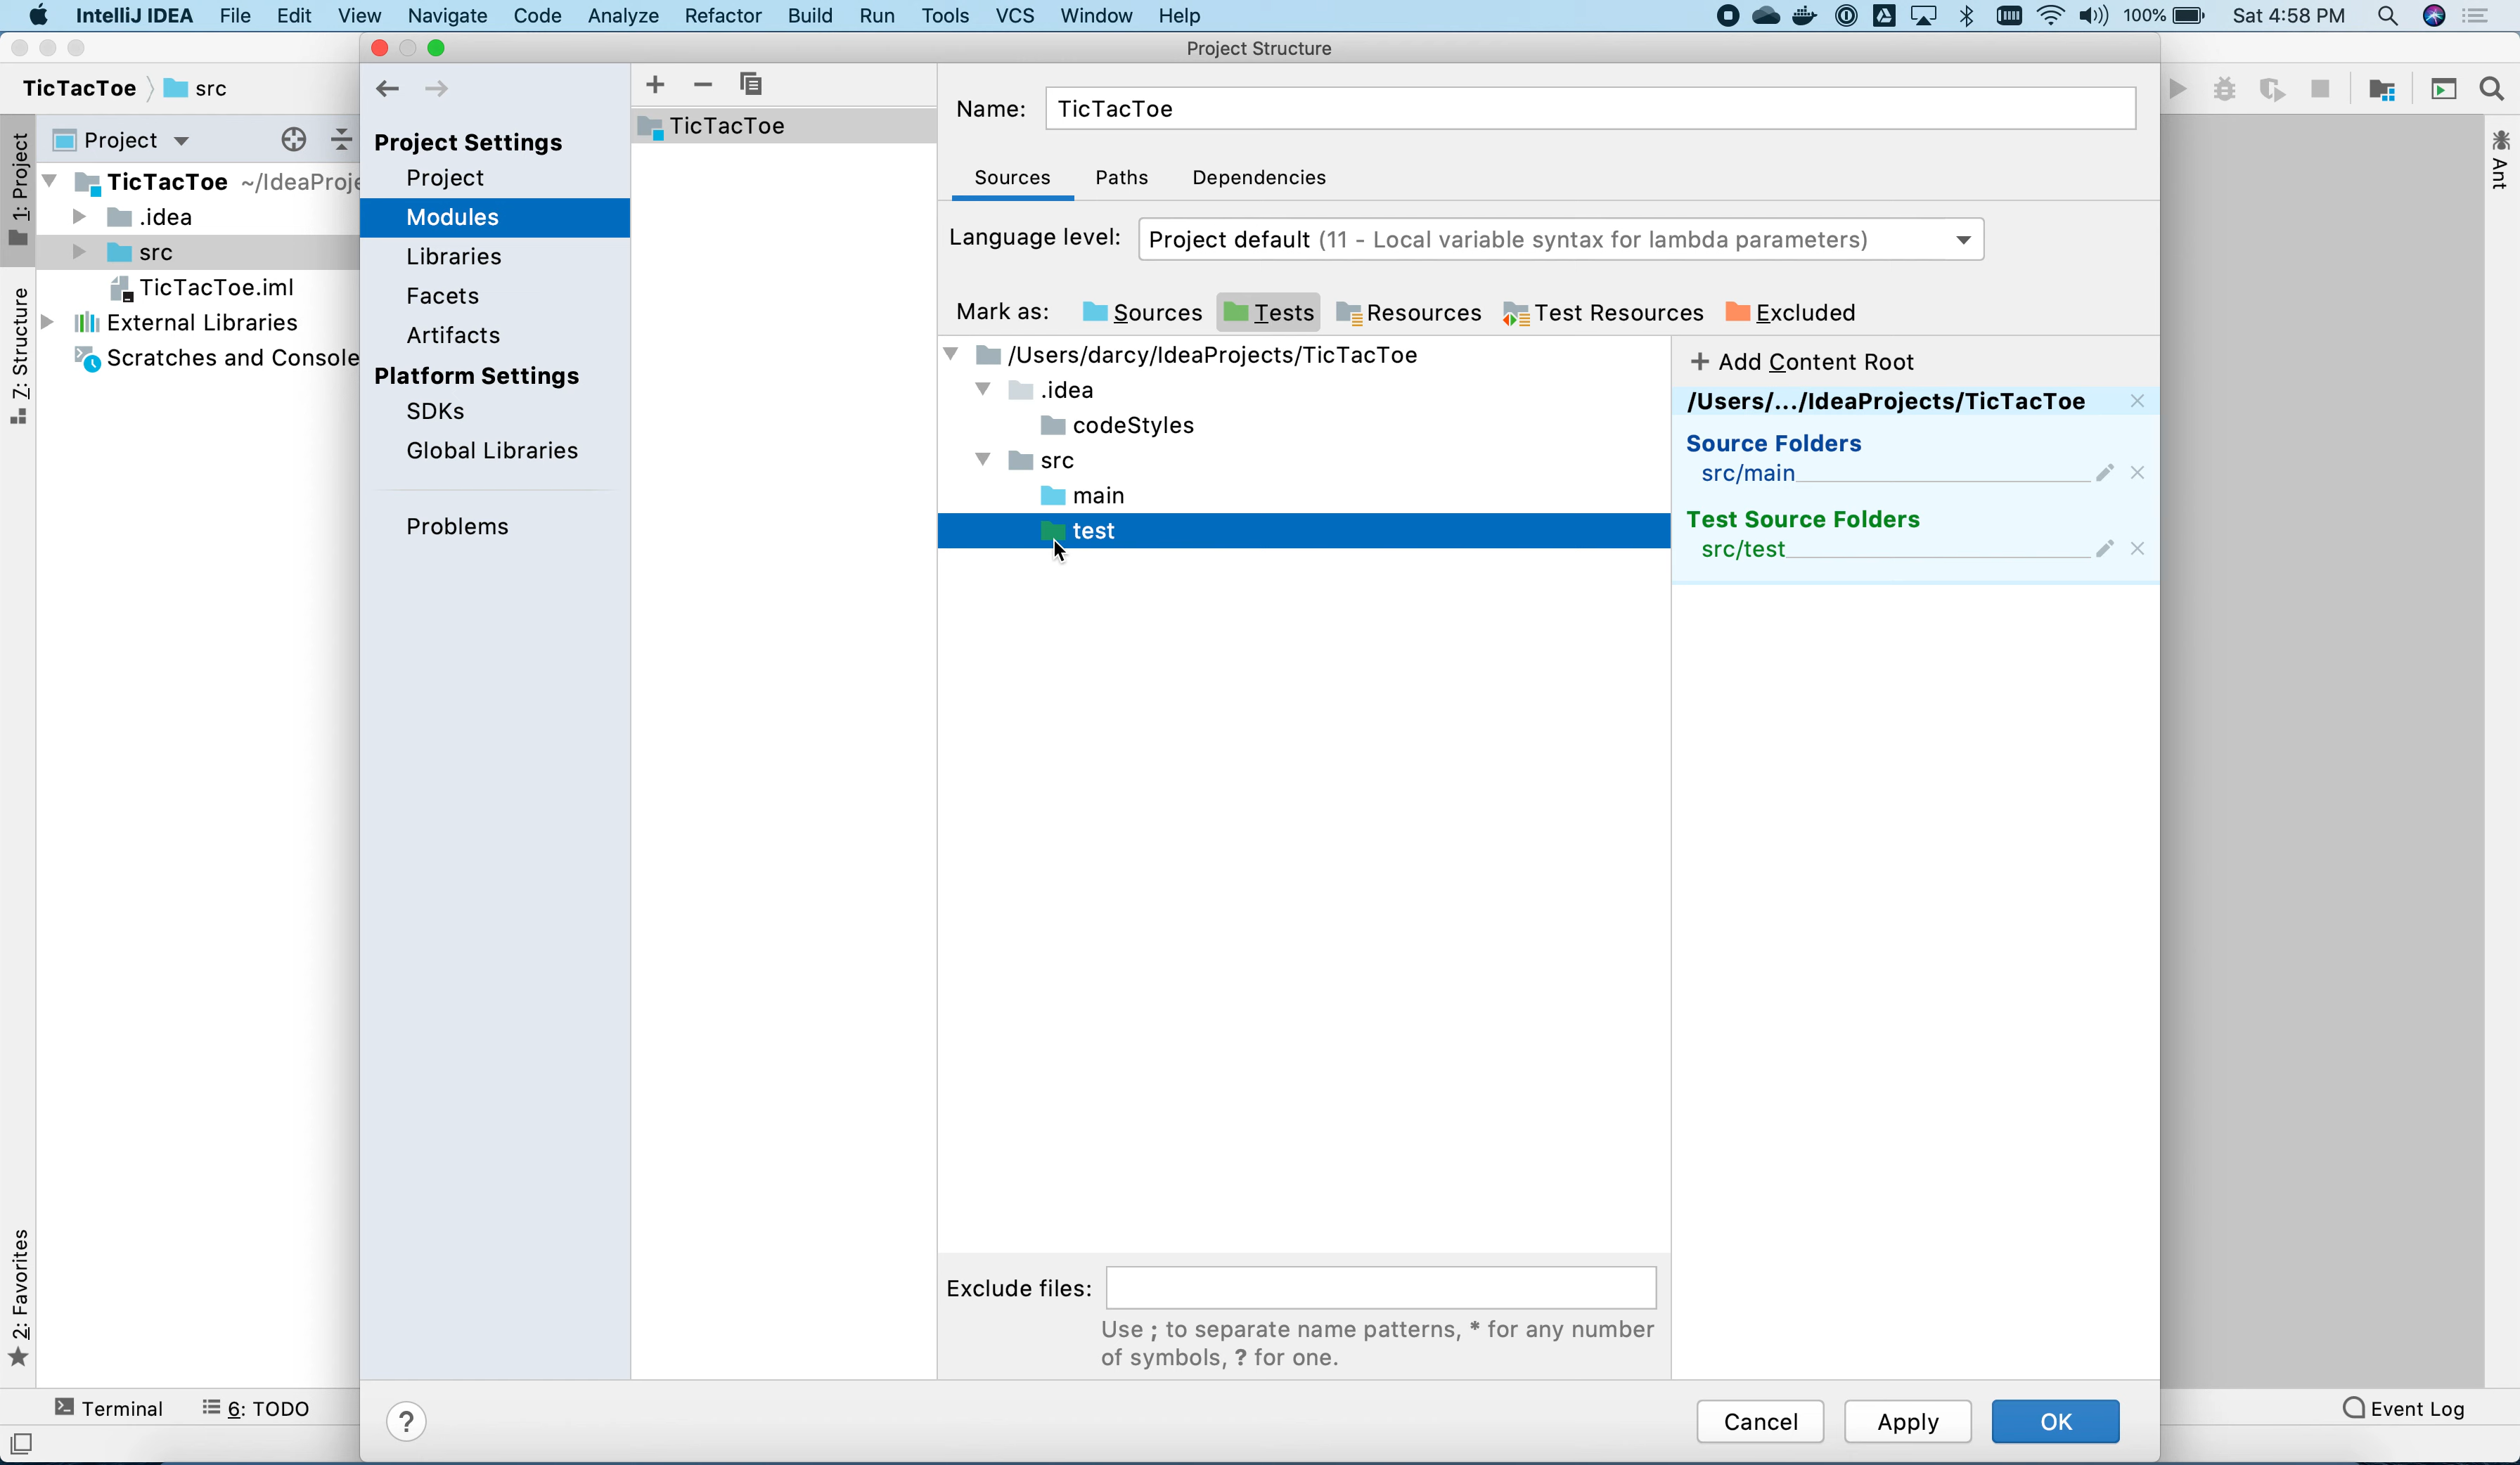 IntelliJ IDEA File Edit View Navigate Code Analyze Refactor Build Run Tools VCS Window Help 100% Sat 4:58 PM
Project Structure
TicTacToe src
Project
TicTacToe ~/IdeaProje
.idea
src
TicTacToe.iml
External Libraries
Scratches and Console
1: Project
7: Structure
2: Favorites
Project Settings
Project
Modules
Libraries
Facets
Artifacts
Platform Settings
SDKs
Global Libraries
Problems
TicTacToe
Name: TicTacToe
Sources Paths Dependencies
Language level: Project default (11 - Local variable syntax for lambda parameters)
Mark as: Sources Tests Resources Test Resources Excluded
/Users/darcy/IdeaProjects/TicTacToe
.idea
codeStyles
src
main
test
+ Add Content Root
/Users/.../IdeaProjects/TicTacToe
Source Folders
src/main
Test Source Folders
src/test
Exclude files:
Use ; to separate name patterns, * for any number
of symbols, ? for one.
? Cancel Apply OK
Ant
Terminal 6: TODO Event Log